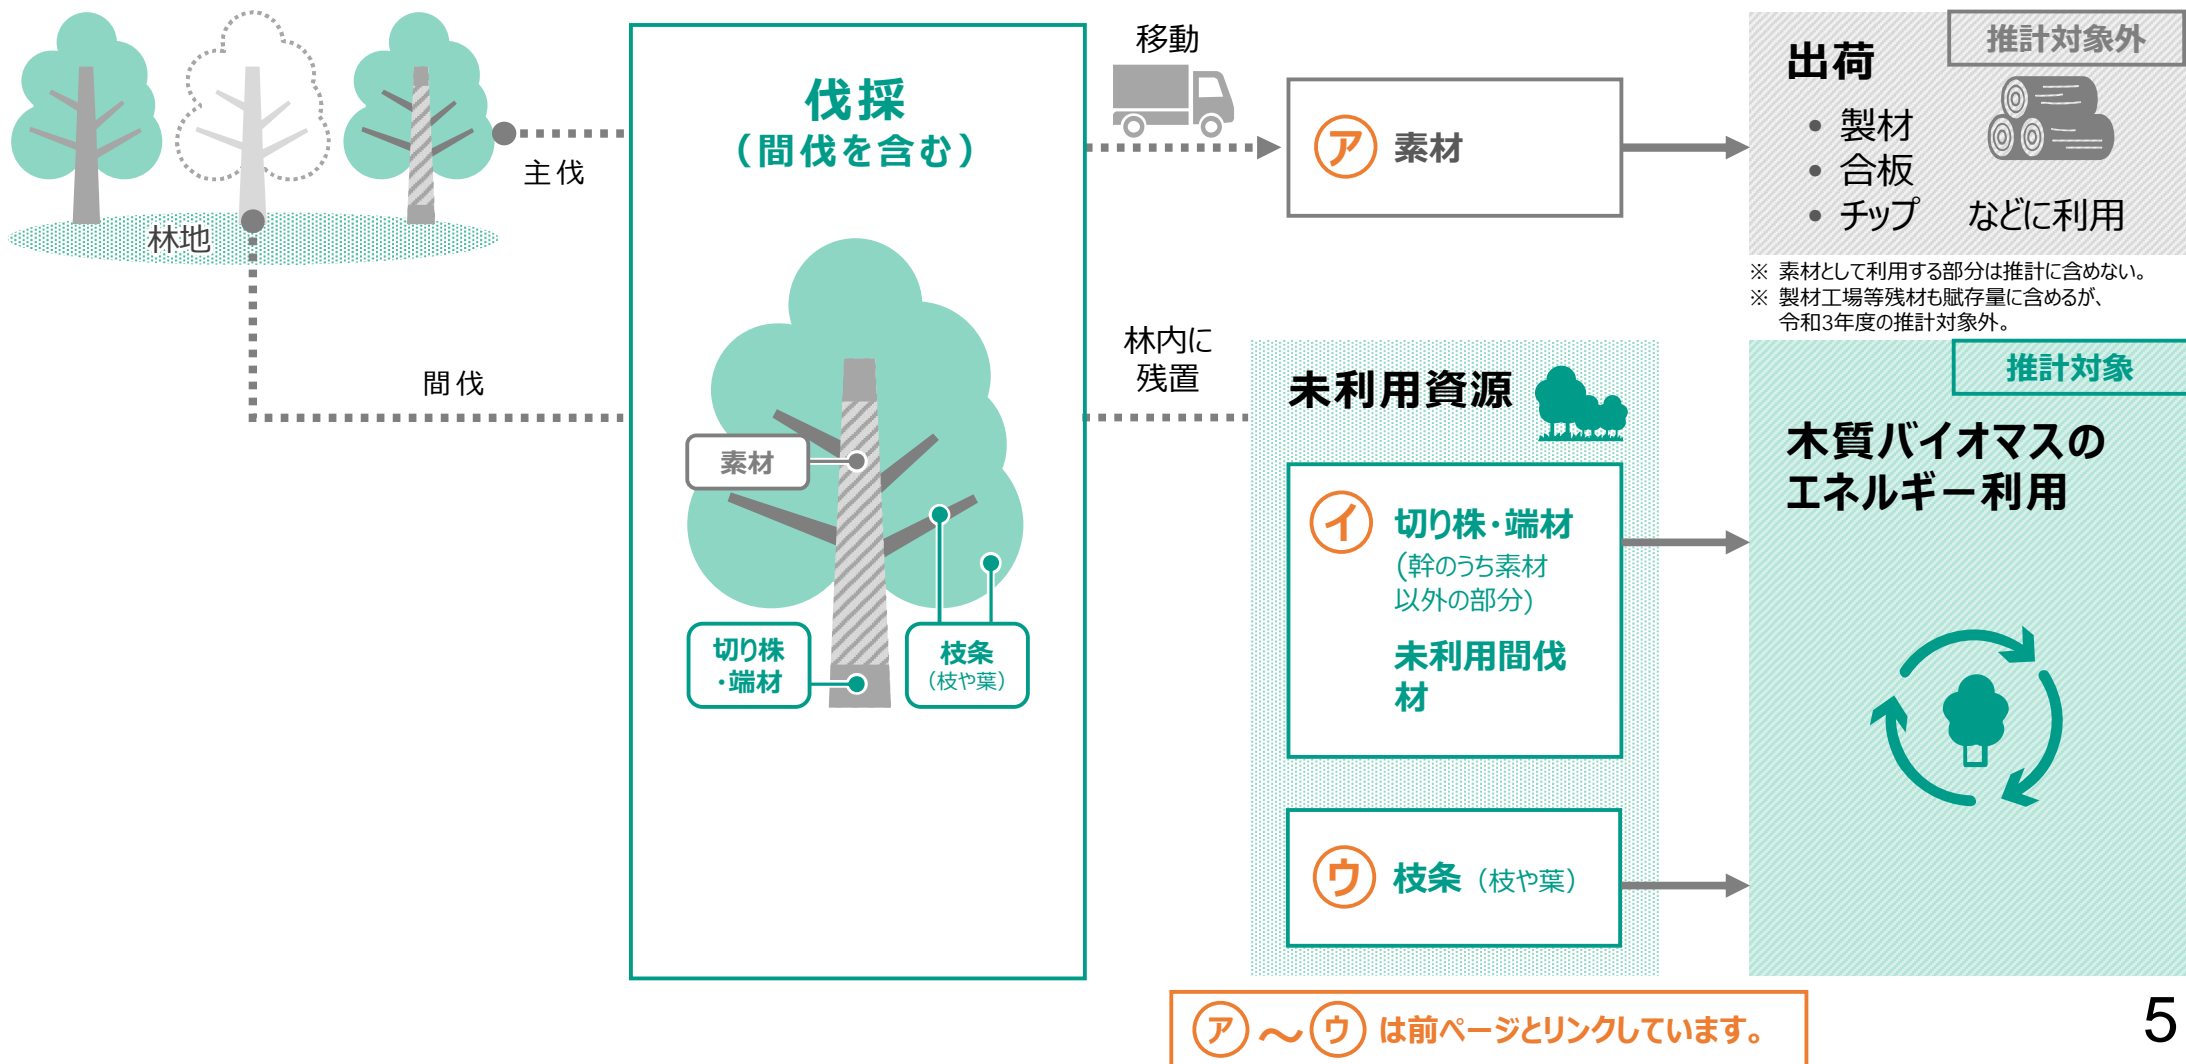 林地
主伐
間伐
伐採
（間伐を含む）
素材
切り株
・端材
枝条
（枝や葉）
移動
㋐ 素材
推計対象外
出荷
• 製材
• 合板
• チップ などに利用
※ 素材として利用する部分は推計に含めない。
※ 製材工場等残材も賦存量に含めるが、
令和3年度の推計対象外。
林内に
残置
未利用資源
㋑ 切り株・端材
(幹のうち素材
以外の部分)
未利用間伐
材
㋒ 枝条（枝や葉）
推計対象
木質バイオマスの
エネルギー利用
㋐～㋒ は前ページとリンクしています。
5